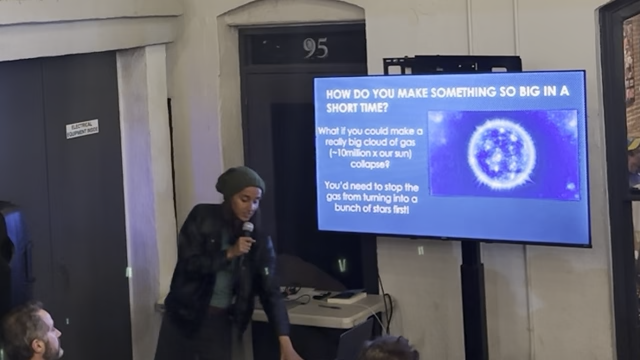 95
HOW DO YOU MAKE SOMETHING SO BIG IN A
SHORT TIME?
What if you could make a
really big cloud of gas
(~10million x our sun)
collapse?
You'd need to stop the
gas from turning into a
bunch of stars first!
ELECTRICAL
EQUIPMENT ROOM